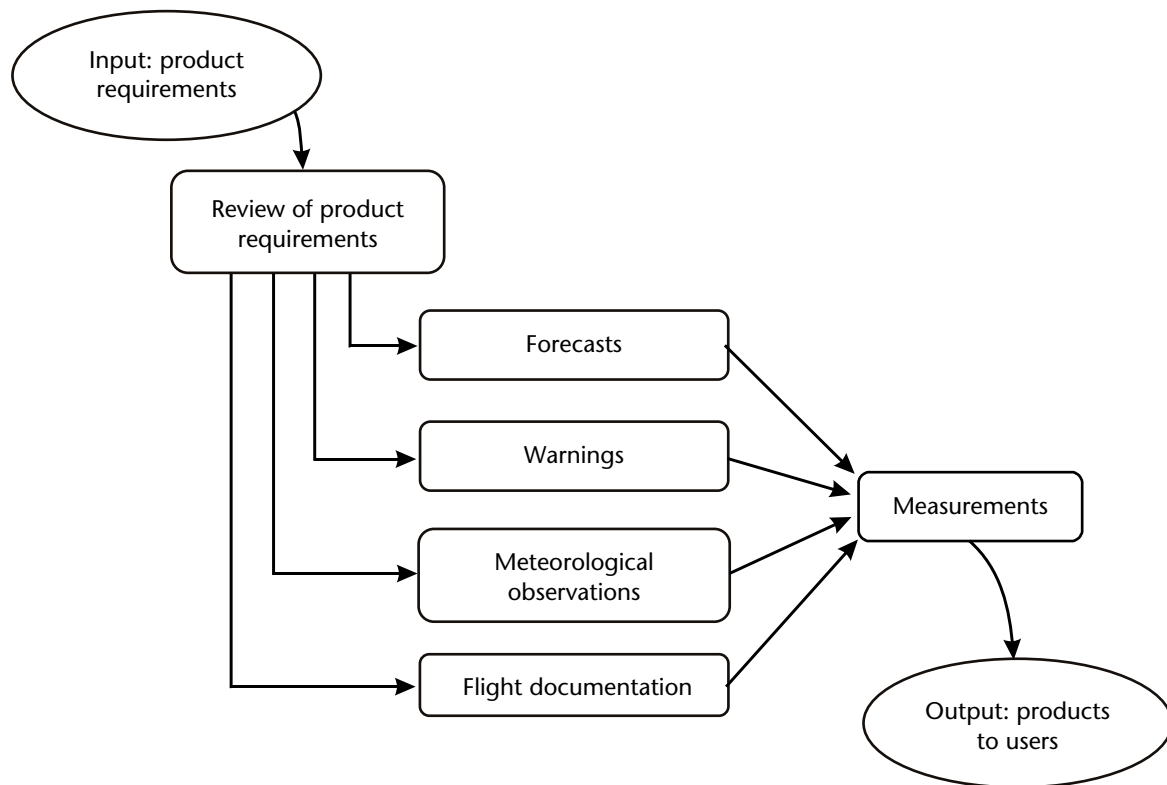 Input: product
requirements
Review of product
requirements
Forecasts
Warnings
Meteorological
observations
Flight documentation
Measurements
Output: products
to users